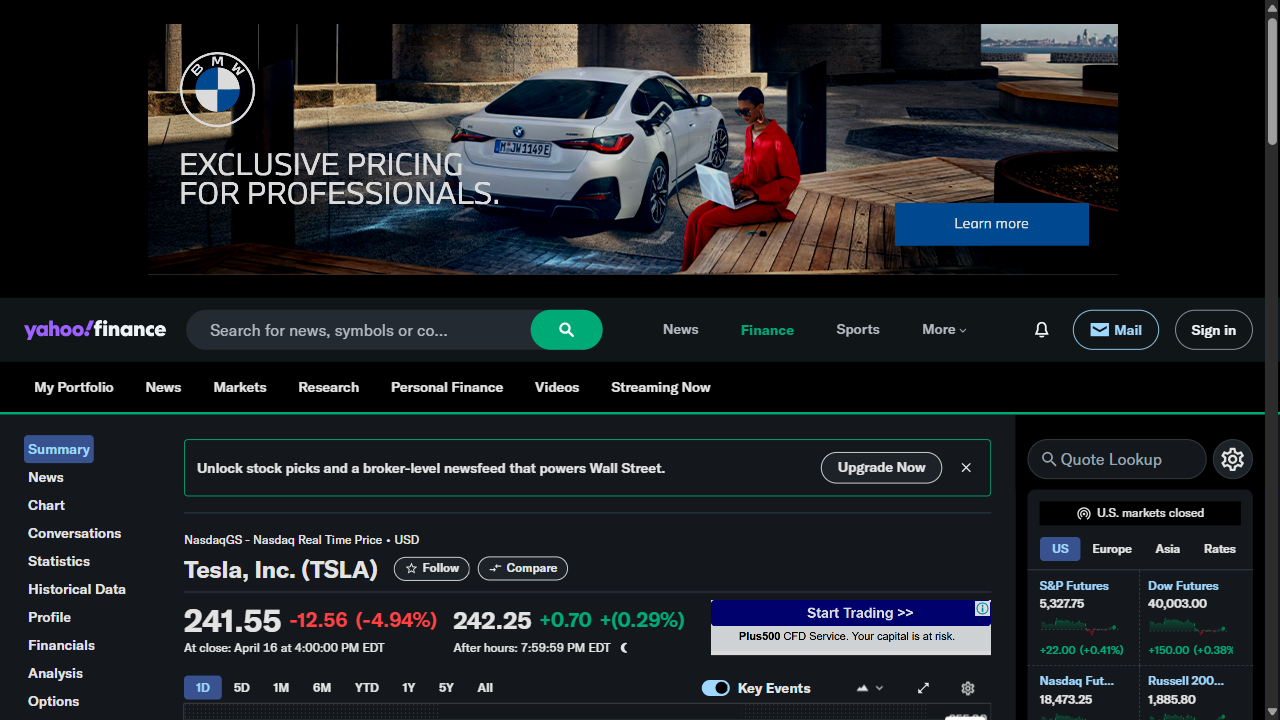 BMW
M·JW1149E
EXCLUSIVE PRICING
FOR PROFESSIONALS.
Learn more
yahoo!finance
Search for news, symbols or co...
News
Finance
Sports
More
Mail
Sign in
My Portfolio
News
Markets
Research
Personal Finance
Videos
Streaming Now
Summary
News
Chart
Conversations
Statistics
Historical Data
Profile
Financials
Analysis
Options
Unlock stock picks and a broker-level newsfeed that powers Wall Street.
Upgrade Now
NasdaqGS - Nasdaq Real Time Price • USD
Tesla, Inc. (TSLA)
Follow
Compare
241.55 -12.56 (-4.94%)
At close: April 16 at 4:00:00 PM EDT
242.25 +0.70 +(0.29%)
After hours: 7:59:59 PM EDT
Start Trading >>
Plus500 CFD Service. Your capital is at risk.
1D
5D
1M
6M
YTD
1Y
5Y
All
Key Events
Quote Lookup
U.S. markets closed
US
Europe
Asia
Rates
S&P Futures
5,327.75
+22.00 (+0.41%)
Dow Futures
40,003.00
+150.00 (+0.38%
Nasdaq Fut...
18,473.25
Russell 200...
1,885.80